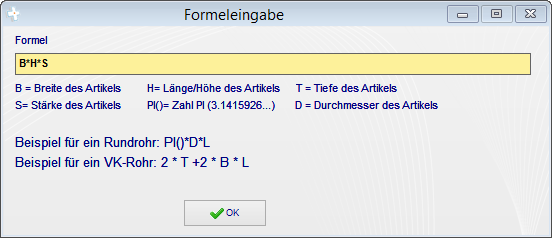 Formeleingabe
Formel
B*H*S
B = Breite des Artikels H= Länge/Höhe des Artikels T = Tiefe des Artikels
S= Stärke des Artikels PI()= Zahl PI (3.1415926...) D = Durchmesser des Artikels
Beispiel für ein Rundrohr: PI()*D*L
Beispiel für ein VK-Rohr: 2 * T +2 * B * L
OK